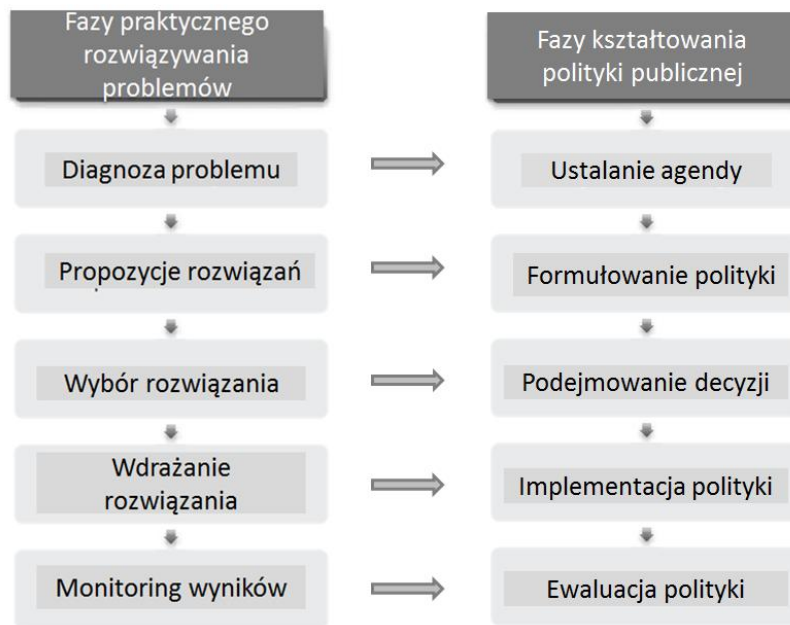 Fazy praktycznego
rozwiązywania
problemów
Fazy kształtowania
polityki publicznej
Diagnoza problemu
Ustalanie agendy
Propozycje rozwiązań
Formułowanie polityki
Wybór rozwiązania
Podejmowanie decyzji
Wdrażanie
rozwiązania
Implementacja polityki
Monitoring wyników
Ewaluacja polityki